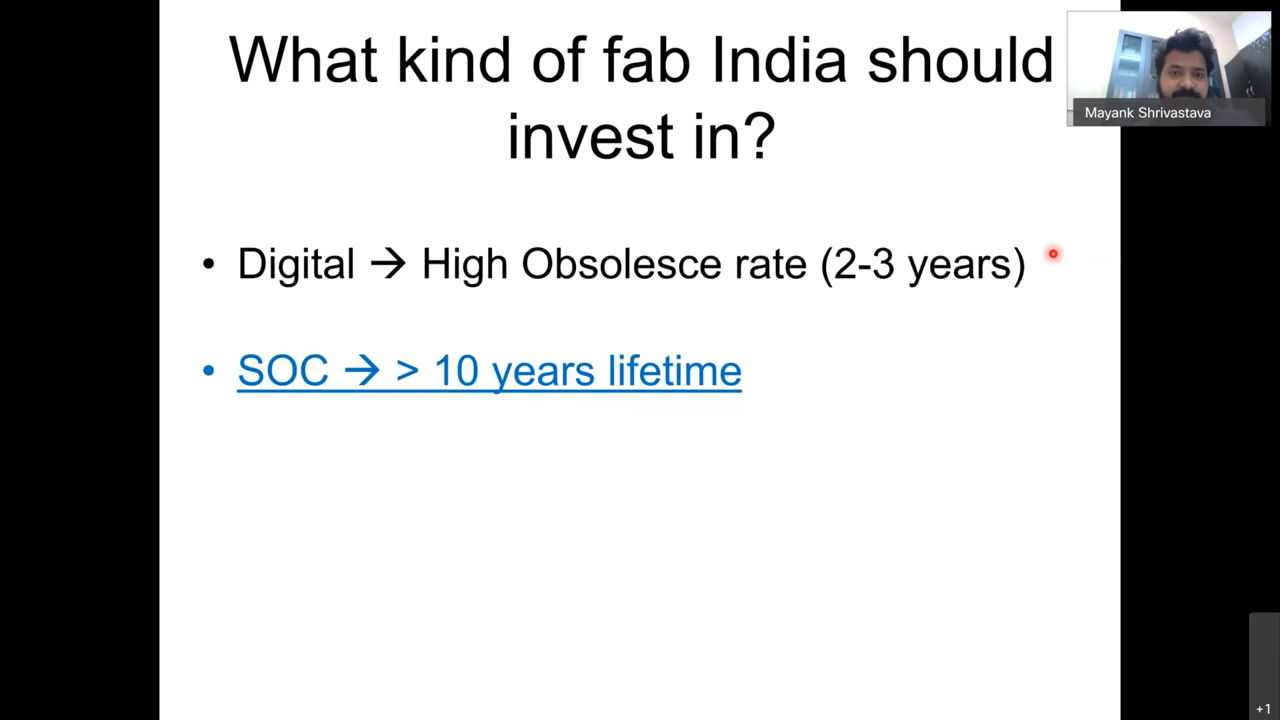 What kind of fab India should
invest in?
Mayank Shrivastava
• Digital → High Obsolesce rate (2-3 years)
• SOC → > 10 years lifetime
+1